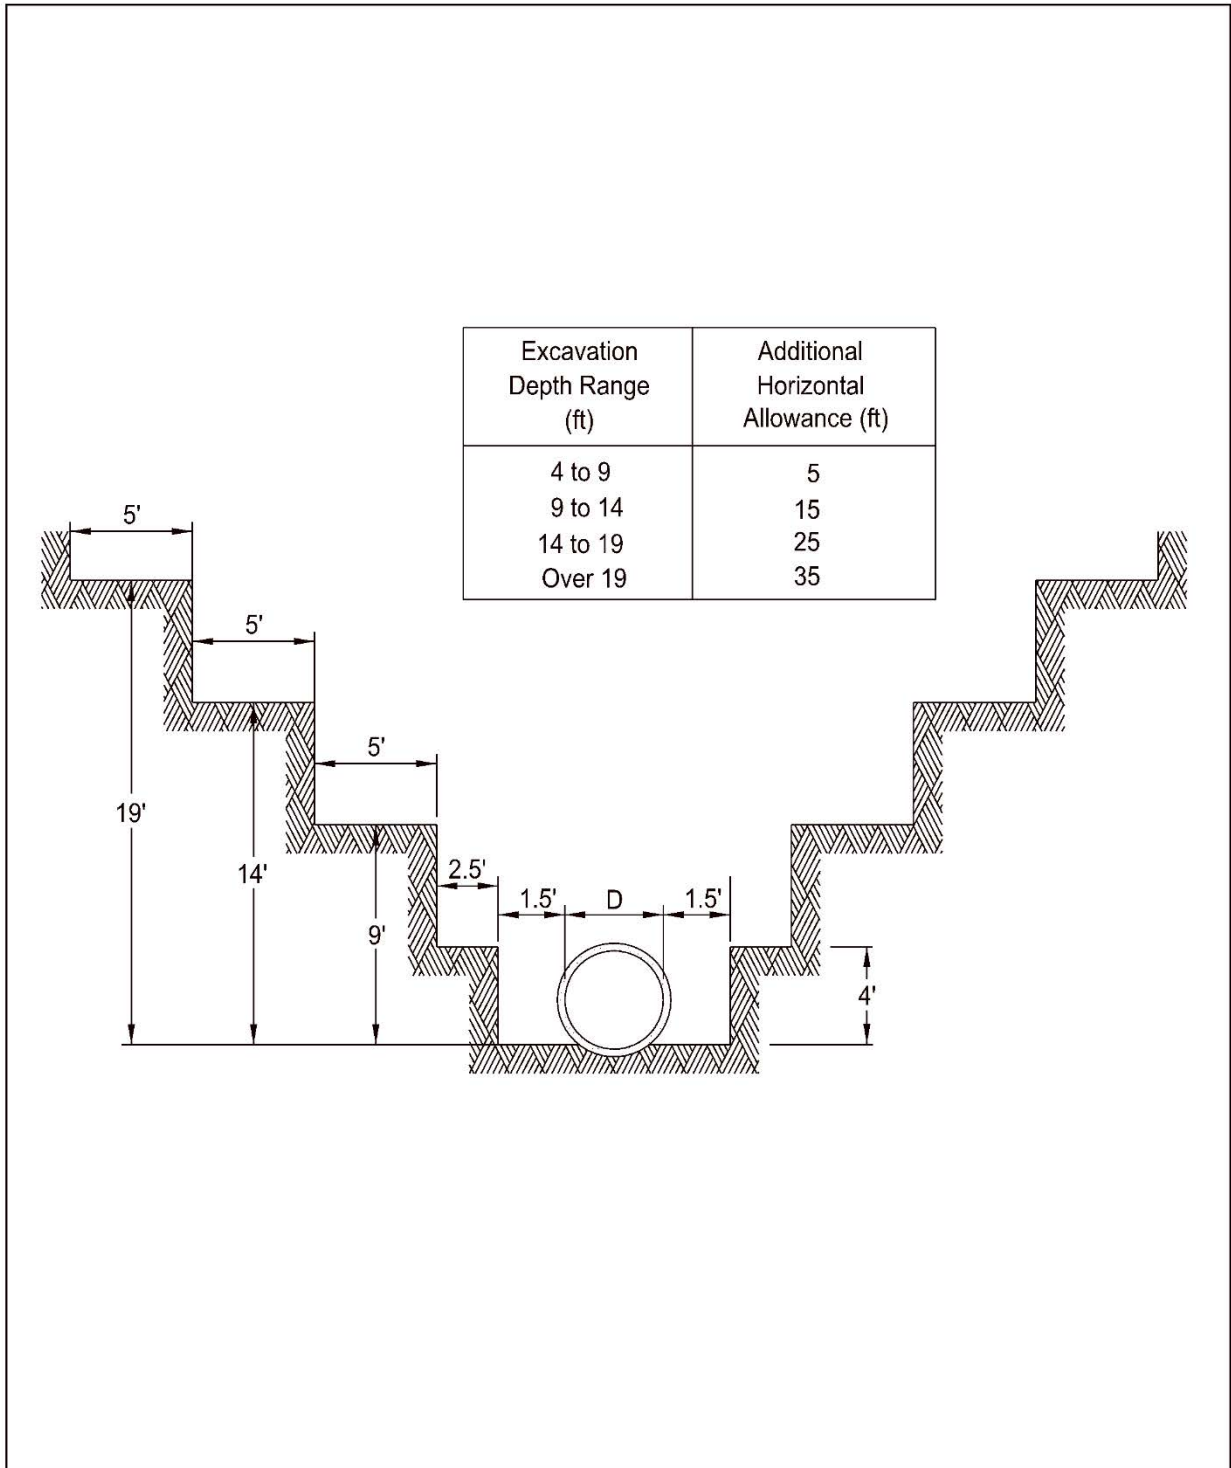 Excavation Depth Range (ft)
Additional Horizontal Allowance (ft)
4 to 9 5
9 to 14 15
14 to 19 25
Over 19 35
5'
5'
5'
19'
14'
2.5'
1.5' D 1.5'
9'
4'